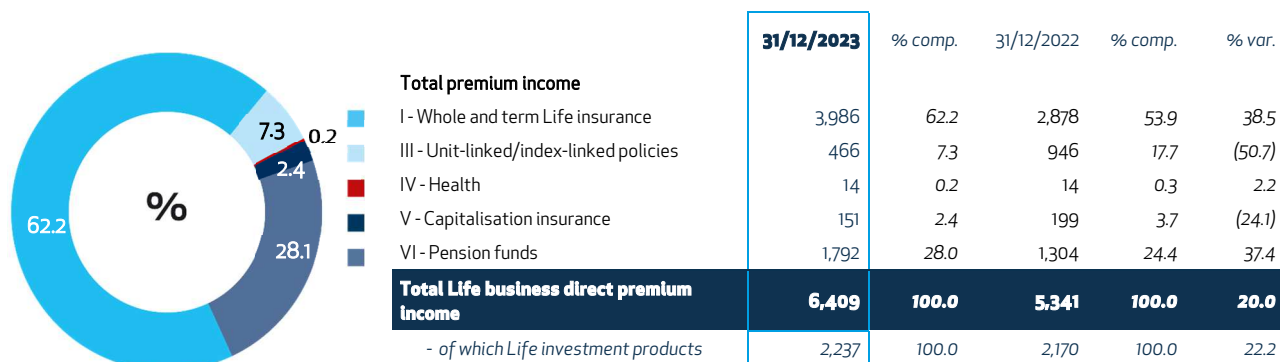 31/12/2023 % comp. 31/12/2022 % comp. % var.
Total premium income
I - Whole and term Life insurance 3,986 62.2 2,878 53.9 38.5
III - Unit-linked/index-linked policies 466 7.3 946 17.7 (50.7)
IV - Health 14 0.2 14 0.3 2.2
V - Capitalisation insurance 151 2.4 199 3.7 (24.1)
VI - Pension funds 1,792 28.0 1,304 24.4 37.4
Total Life business direct premium
income 6,409 100.0 5,341 100.0 20.0
- of which Life investment products 2,237 100.0 2,170 100.0 22.2
7.3
0.2
2.4
%
62.2
28.1